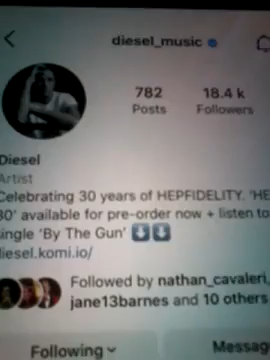 diesel_music
782 18.4 k
Posts Followers
Diesel
Artist
Celebrating 30 years of HEPFIDELITY. 'HE
30' available for pre-order now + listen to
single 'By The Gun'
diesel.komi.io/
Followed by nathan_cavaleri,
jane13barnes and 10 others
Following Messag